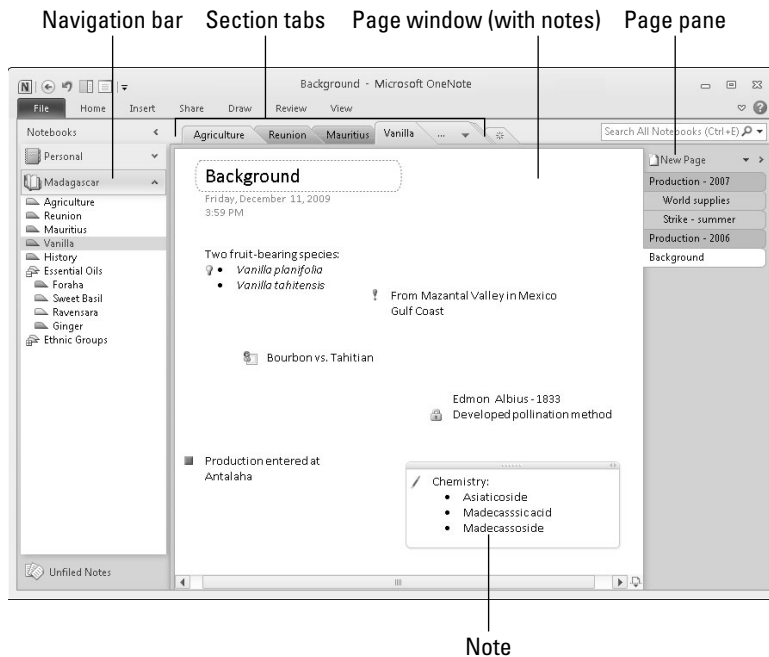 Navigation bar Section tabs Page window (with notes) Page pane
Background - Microsoft OneNote
File Home Insert Share Draw Review View
Notebooks
Agriculture Reunion Mauritius Vanilla ...
Search All Notebooks (Ctrl+E)
Personal
Madagascar
Agriculture
Reunion
Mauritius
Vanilla
History
Essential Oils
Foraha
Sweet Basil
Ravensara
Ginger
Ethnic Groups
Unfiled Notes
Background
Friday, December 11, 2009
3:59 PM
Two fruit-bearing species:
• Vanilla planifolia
• Vanilla tahitensis
From Mazantal Valley in Mexico
Gulf Coast
Bourbon vs. Tahitian
Edmon Albius - 1833
Developed pollination method
Production entered at
Antalaha
Chemistry:
• Asiaticoside
• Madecasssic acid
• Madecassoside
New Page
Production - 2007
World supplies
Strike - summer
Production - 2006
Background
Note